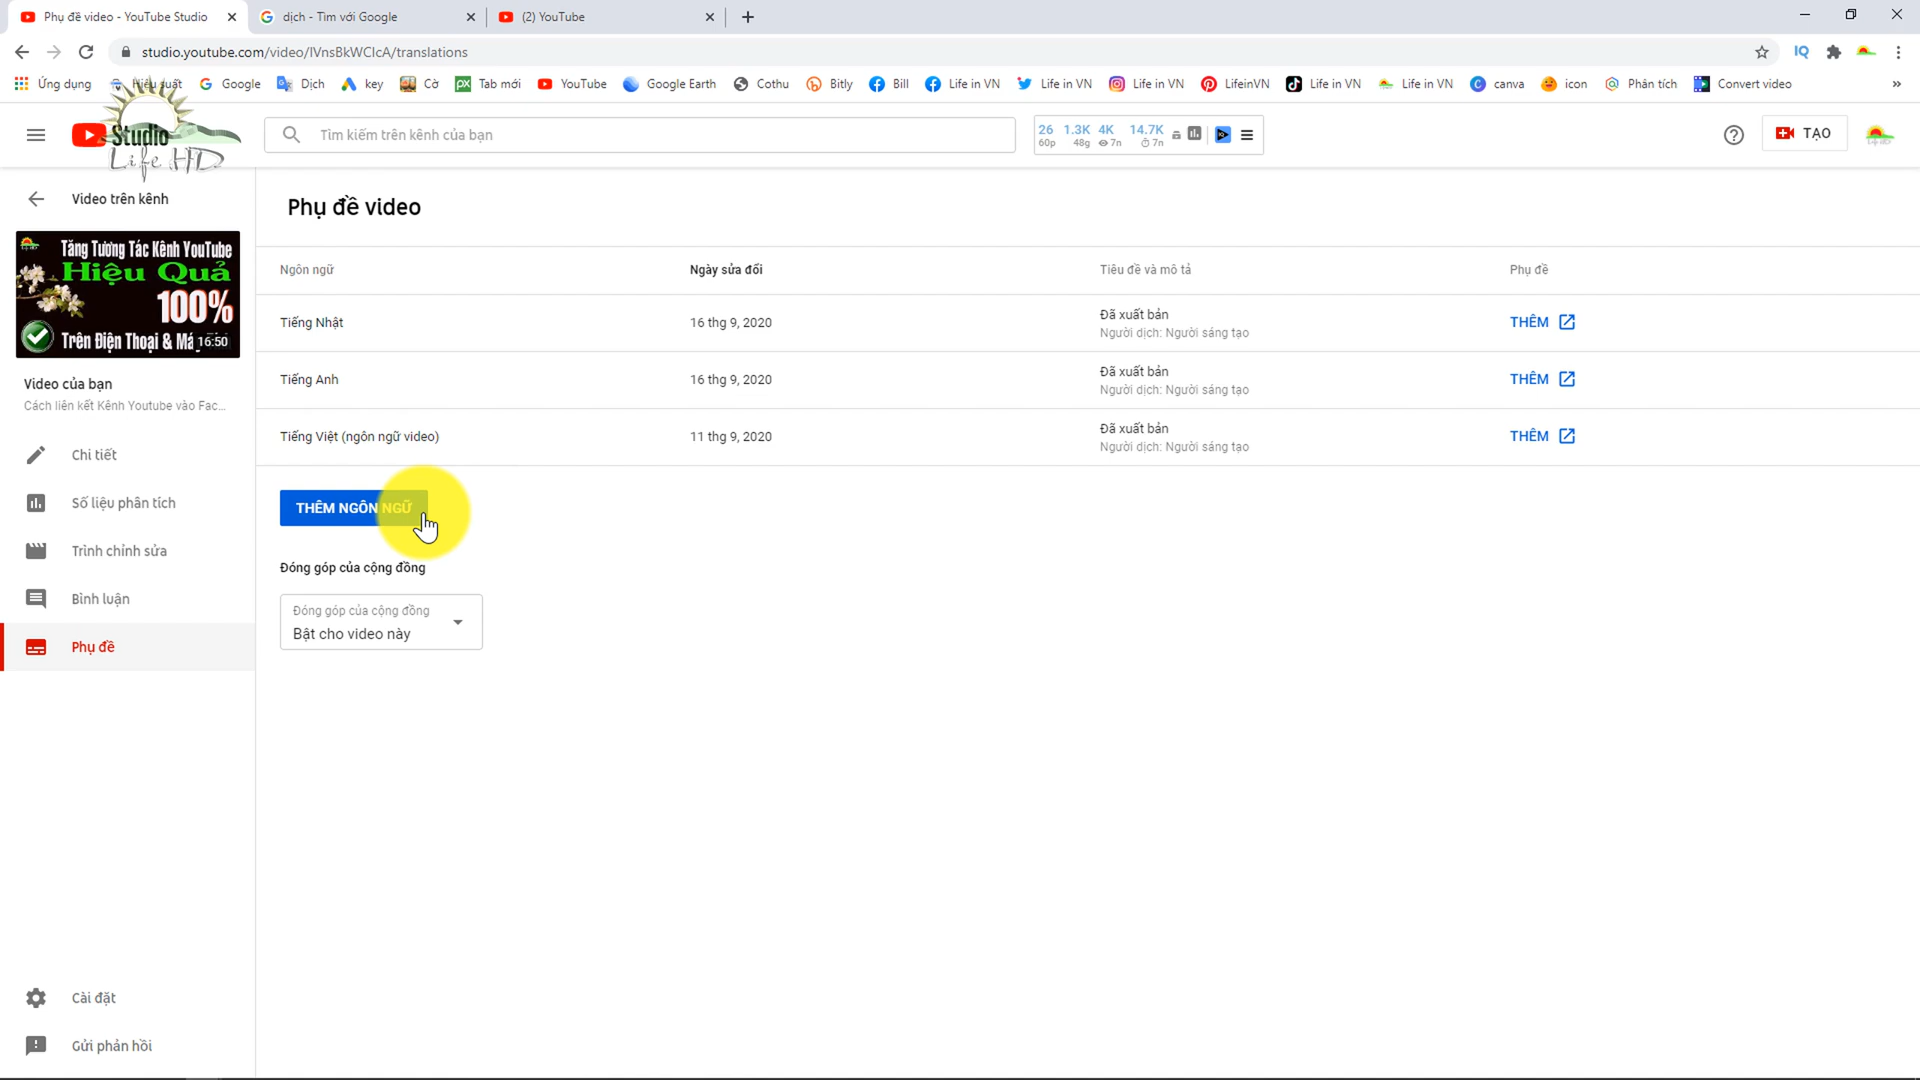 Phụ đề video - YouTube Studio
dịch - Tìm với Google
(2) YouTube
studio.youtube.com/video/lVnsBkWCIcA/translations
Ứng dụng
Hiệu suất
Google
Dịch
key
Cờ
Tab mới
YouTube
Google Earth
Cothu
Bitly
Bill
Life in VN
Life in VN
Life in VN
LifeinVN
Life in VN
Life in VN
canva
icon
Phân tích
Convert video
Studio
Life HD
Tìm kiếm trên kênh của bạn
26 1.3K 4K 14.7K
60p 48g 7n 7n
TẠO
Video trên kênh
Tăng Tương Tác Kênh YouTube
Hiệu Quả
100%
Trên Điện Thoại & Má
16:50
Video của bạn
Cách liên kết Kênh Youtube vào Fac...
Chi tiết
Số liệu phân tích
Trình chỉnh sửa
Bình luận
Phụ đề
Cài đặt
Gửi phản hồi
Phụ đề video
Ngôn ngữ
Ngày sửa đổi
Tiêu đề và mô tả
Phụ đề
Tiếng Nhật
16 thg 9, 2020
Đã xuất bản
Người dịch: Người sáng tạo
THÊM
Tiếng Anh
16 thg 9, 2020
Đã xuất bản
Người dịch: Người sáng tạo
THÊM
Tiếng Việt (ngôn ngữ video)
11 thg 9, 2020
Đã xuất bản
Người dịch: Người sáng tạo
THÊM
THÊM NGÔN NGỮ
Đóng góp của cộng đồng
Đóng góp của cộng đồng
Bật cho video này